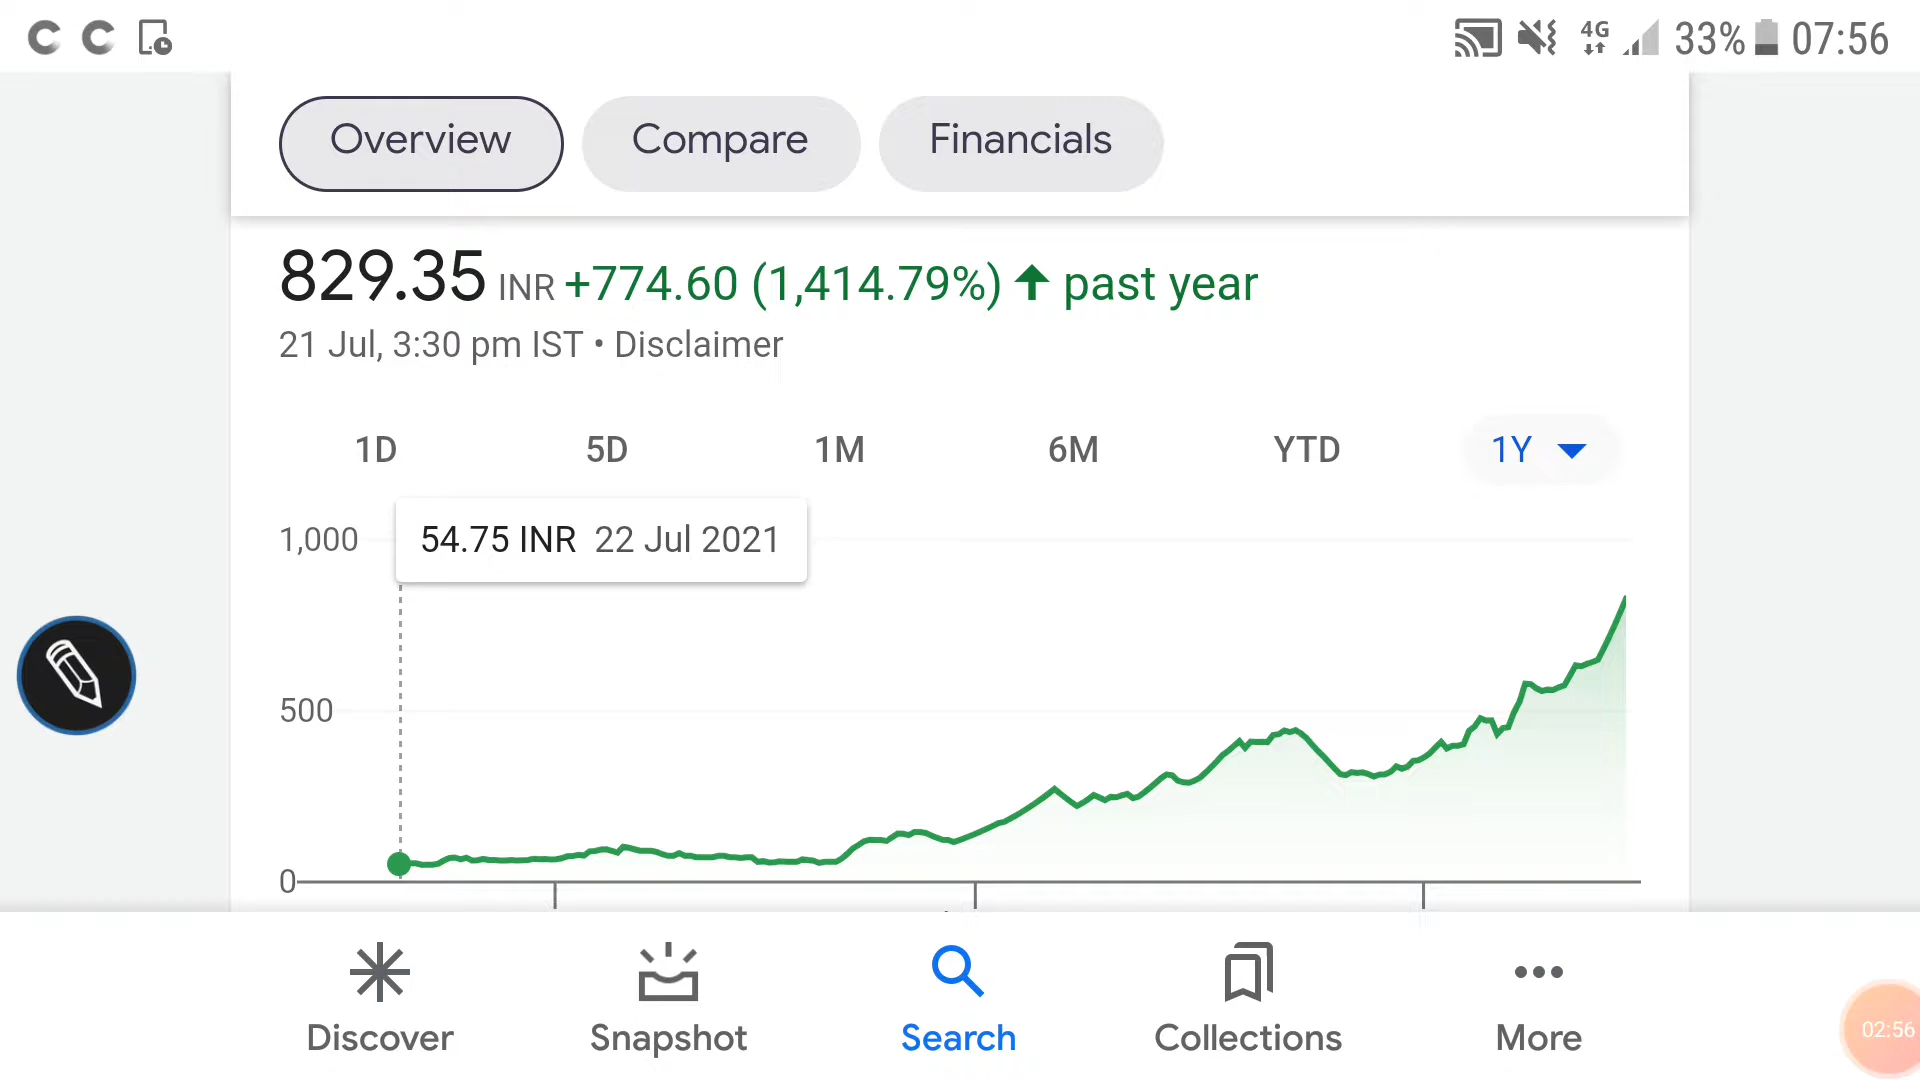 4G 33% 07:56
Overview Compare Financials
829.35 INR +774.60 (1,414.79%) ↑ past year
21 Jul, 3:30 pm IST • Disclaimer
1D 5D 1M 6M YTD 1Y
1,000
54.75 INR 22 Jul 2021
500
0
Discover Snapshot Search Collections More
02:56